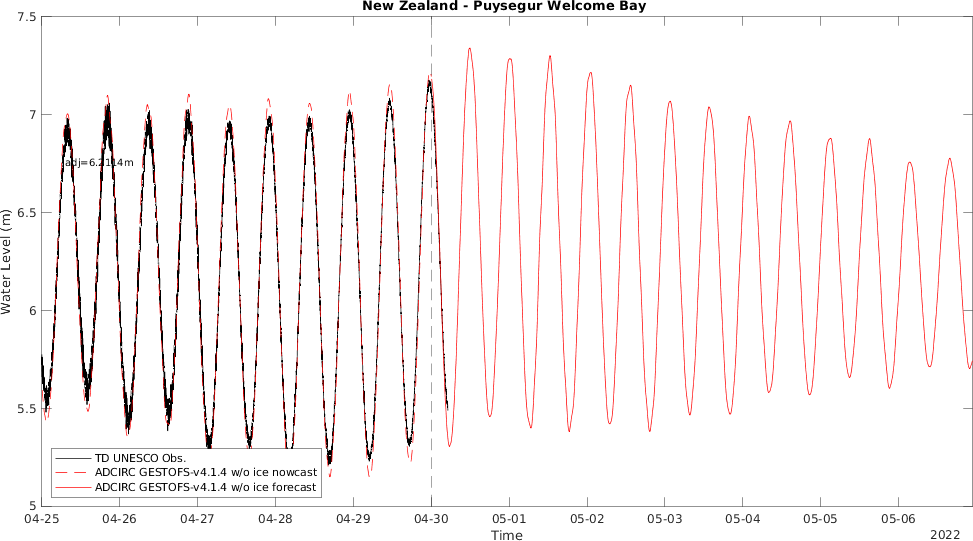 New Zealand - Puysegur Welcome Bay
7.5
7
6.5
6
5.5
5
Water Level (m)
adj=6.2114m
TD UNESCO Obs.
ADCIRC GESTOFS-v4.1.4 w/o ice nowcast
ADCIRC GESTOFS-v4.1.4 w/o ice forecast
04-25 04-26 04-27 04-28 04-29 04-30 05-01 05-02 05-03 05-04 05-05 05-06
Time
2022